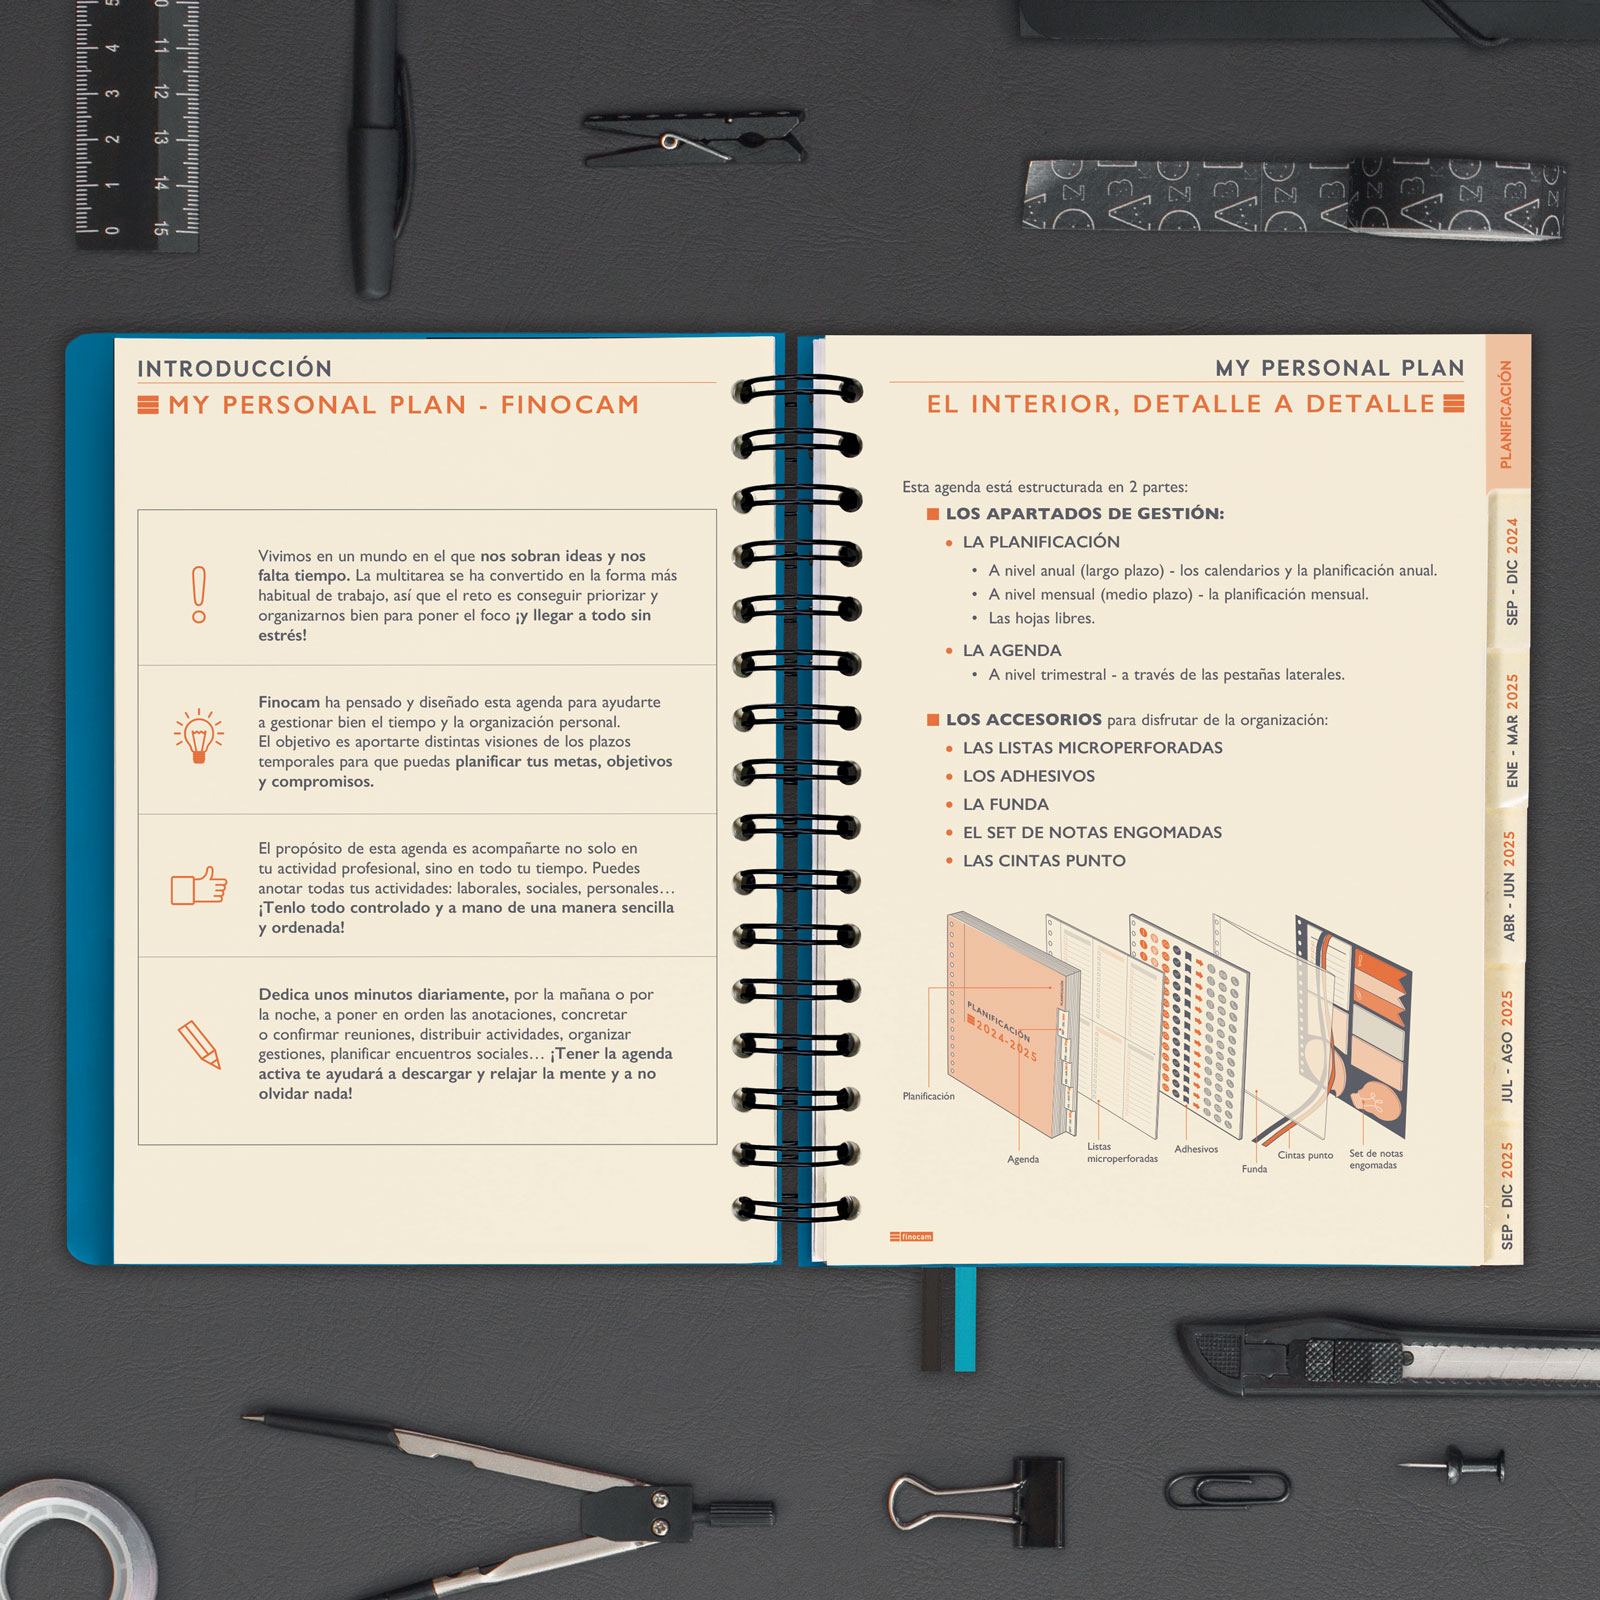 5
4
3
2
1
0
10
11
12
13
14
15
INTRODUCCIÓN
MY PERSONAL PLAN - FINOCAM
Vivimos en un mundo en el que nos sobran ideas y nos
falta tiempo. La multitarea se ha convertido en la forma más
habitual de trabajo, así que el reto es conseguir priorizar y
organizarnos bien para poner el foco ¡y llegar a todo sin
estrés!
Finocam ha pensado y diseñado esta agenda para ayudarte
a gestionar bien el tiempo y la organización personal.
El objetivo es aportarte distintas visiones de los plazos
temporales para que puedas planificar tus metas, objetivos
y compromisos.
El propósito de esta agenda es acompañarte no solo en
tu actividad profesional, sino en todo tu tiempo. Puedes
anotar todas tus actividades: laborales, sociales, personales...
¡Tenlo todo controlado y a mano de una manera sencilla
y ordenada!
Dedica unos minutos diariamente, por la mañana o por
la noche, a poner en orden las anotaciones, concretar
o confirmar reuniones, distribuir actividades, organizar
gestiones, planificar encuentros sociales... ¡Tener la agenda
activa te ayudará a descargar y relajar la mente y a no
olvidar nada!
MY PERSONAL PLAN
EL INTERIOR, DETALLE A DETALLE
Esta agenda está estructurada en 2 partes:
LOS APARTADOS DE GESTIÓN:
• LA PLANIFICACIÓN
• A nivel anual (largo plazo) - los calendarios y la planificación anual.
• A nivel mensual (medio plazo) - la planificación mensual.
• Las hojas libres.
• LA AGENDA
• A nivel trimestral - a través de las pestañas laterales.
LOS ACCESORIOS para disfrutar de la organización:
• LAS LISTAS MICROPERFORADAS
• LOS ADHESIVOS
• LA FUNDA
• EL SET DE NOTAS ENGOMADAS
• LAS CINTAS PUNTO
PLANIFICACIÓN
2024-2025
Planificación
Agenda
Listas
microperforadas
Adhesivos
Funda
Cintas punto
Set de notas
engomadas
finocam
PLANIFICACIÓN
SEP - DIC 2024
ENE - MAR 2025
ABR - JUN 2025
JUL - AGO 2025
SEP - DIC 2025